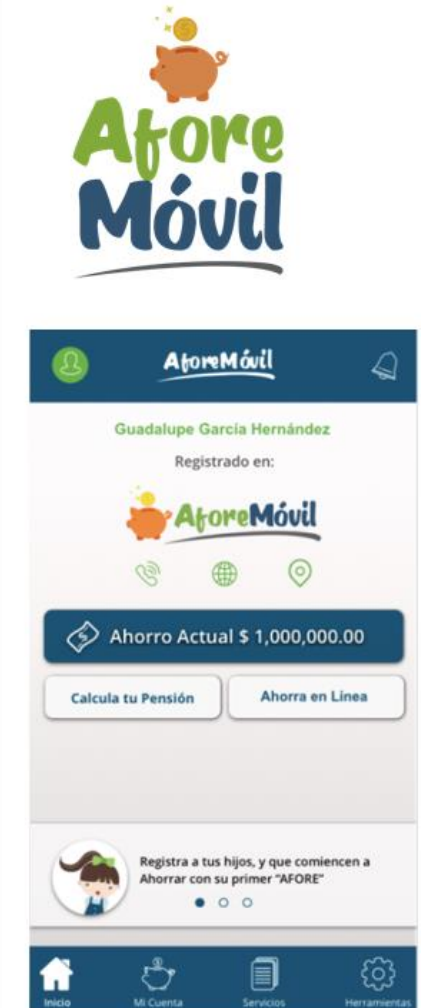 Afore
Móvil
AforeMóvil
Guadalupe García Hernández
Registrado en:
AforeMóvil
Ahorro Actual $ 1,000,000.00
Calcula tu Pensión
Ahorra en Línea
Registra a tus hijos, y que comiencen a
Ahorrar con su primer "AFORE"
Inicio
Mi Cuenta
Servicios
Herramientas